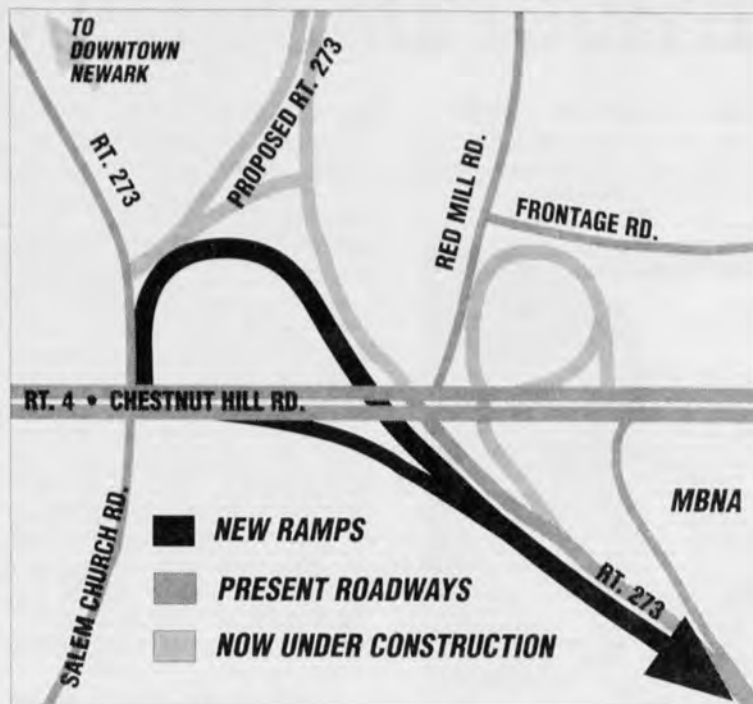 TO
DOWNTOWN
NEWARK
RT. 273
PROPOSED RT. 273
RED MILL RD.
FRONTAGE RD.
RT. 4 • CHESTNUT HILL RD.
SALEM CHURCH RD.
MBNA
RT. 273
NEW RAMPS
PRESENT ROADWAYS
NOW UNDER CONSTRUCTION